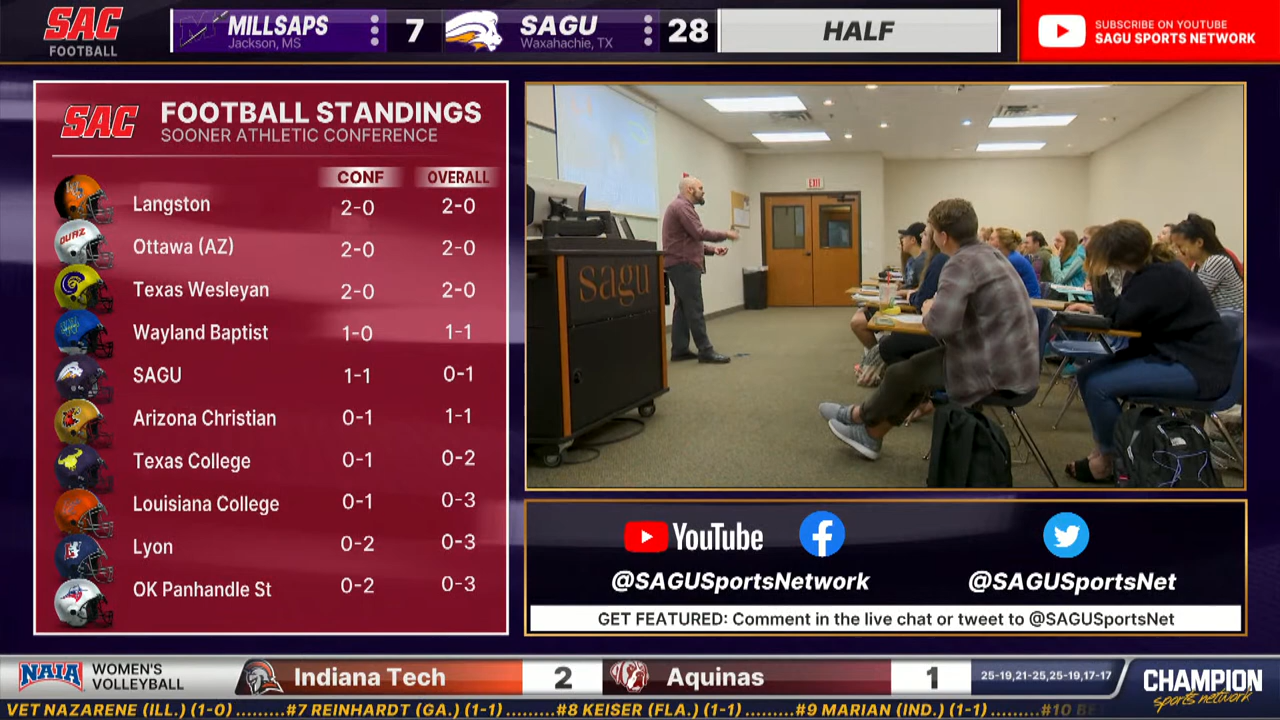 SAC
FOOTBALL
MILLSAPS
Jackson, MS
7
SAGU
Waxahachie, TX
28
HALF
SUBSCRIBE ON YOUTUBE
SAGU SPORTS NETWORK
SAC
FOOTBALL STANDINGS
SOONER ATHLETIC CONFERENCE
CONF OVERALL
Langston 2-0 2-0
Ottawa (AZ) 2-0 2-0
Texas Wesleyan 2-0 2-0
Wayland Baptist 1-0 1-1
SAGU 1-1 0-1
Arizona Christian 0-1 1-1
Texas College 0-1 0-2
Louisiana College 0-1 0-3
Lyon 0-2 0-3
OK Panhandle St 0-2 0-3
OUAZ
EXIT
sagu
YouTube
@SAGUSportsNetwork
@SAGUSportsNet
GET FEATURED: Comment in the live chat or tweet to @SAGUSportsNet
NAIA
WOMEN'S
VOLLEYBALL
Indiana Tech 2
Aquinas 1
25-19,21-25,25-19,17-17
CHAMPION
sports network
VET NAZARENE (ILL.) (1-0) .........#7 REINHARDT (GA.) (1-1) .........#8 KEISER (FLA.) (1-1) .........#9 MARIAN (IND.) (1-1) .........#10 BE